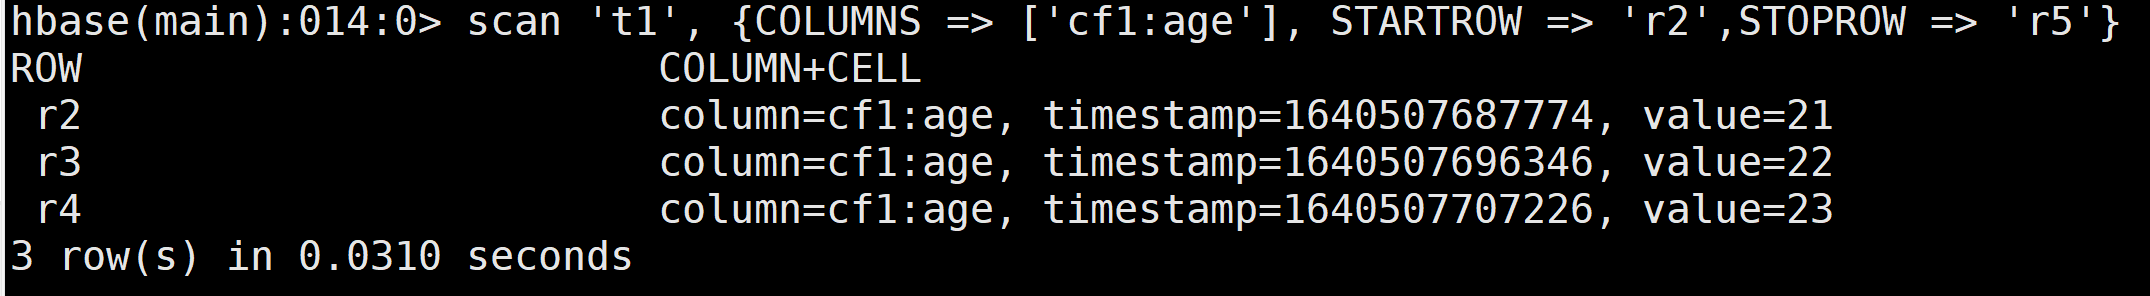 hbase(main):014:0> scan 't1', {COLUMNS => ['cf1:age'], STARTROW => 'r2',STOPROW => 'r5'}
ROW                        COLUMN+CELL
 r2                        column=cf1:age, timestamp=1640507687774, value=21
 r3                        column=cf1:age, timestamp=1640507696346, value=22
 r4                        column=cf1:age, timestamp=1640507707226, value=23
3 row(s) in 0.0310 seconds